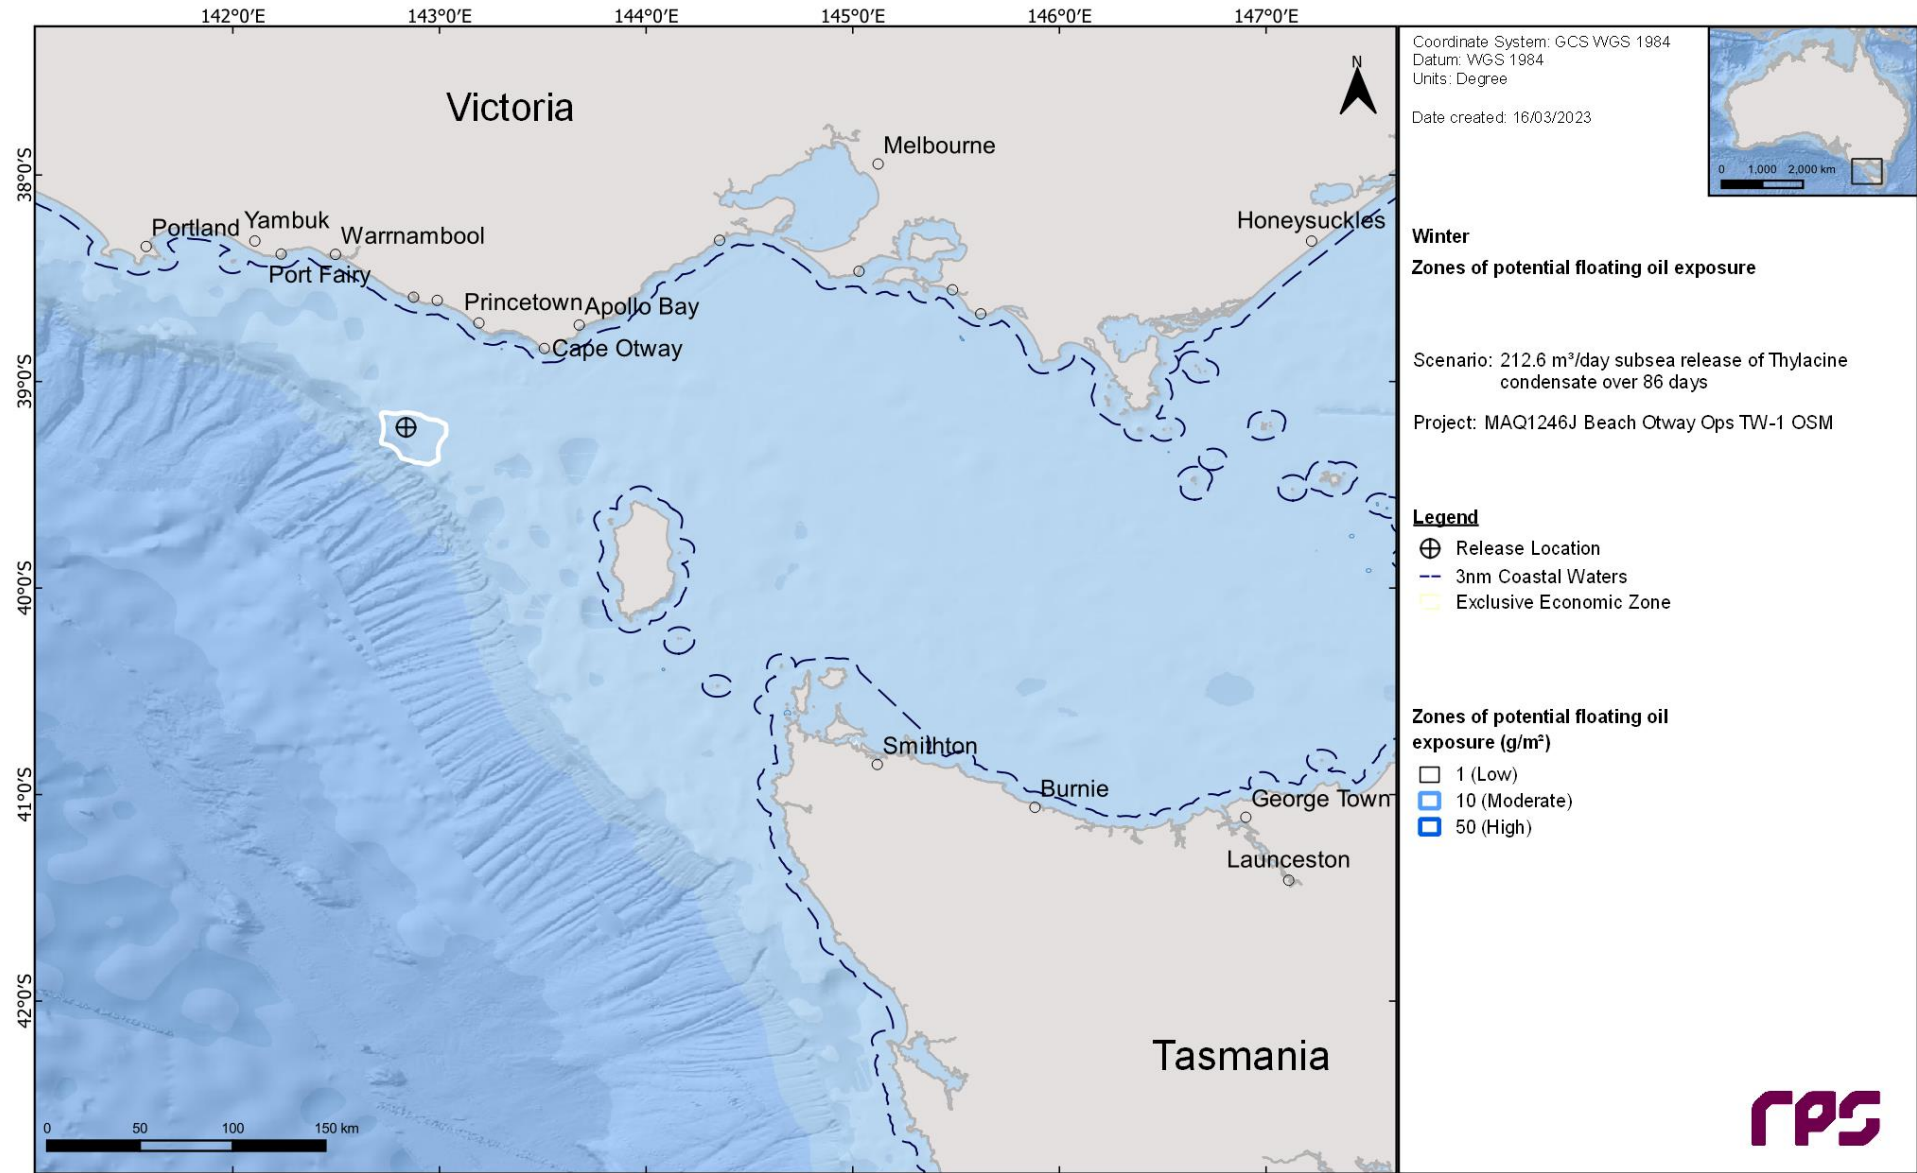 142°0'E 143°0'E 144°0'E 145°0'E 146°0'E 147°0'E
38°0'S
39°0'S
40°0'S
41°0'S
42°0'S
Victoria
N
Melbourne
Portland
Yambuk
Warrnambool
Port Fairy
Princetown
Apollo Bay
Cape Otway
Honeysuckles
Smithton
Burnie
George Town
Launceston
Tasmania
0 50 100 150 km
Coordinate System: GCS WGS 1984
Datum: WGS 1984
Units: Degree
Date created: 16/03/2023
0 1,000 2,000 km
Winter
Zones of potential floating oil exposure
Scenario: 212.6 m³/day subsea release of Thylacine
condensate over 86 days
Project: MAQ1246J Beach Otway Ops TW-1 OSM
Legend
Release Location
3nm Coastal Waters
Exclusive Economic Zone
Zones of potential floating oil
exposure (g/m²)
1 (Low)
10 (Moderate)
50 (High)
rps